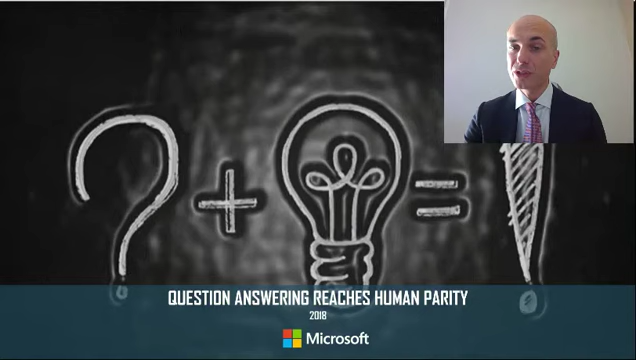 ? + = !
QUESTION ANSWERING REACHES HUMAN PARITY
2018
Microsoft